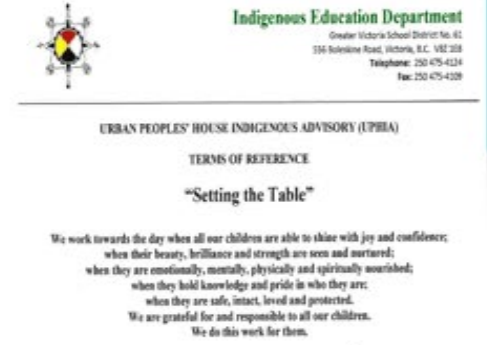 Indigenous Education Department
Greater Victoria School District No. 61
556 Boleskine Road, Victoria, B.C. V8Z 1E8
Telephone: 250 475-4124
Fax: 250 475-4109
URBAN PEOPLES' HOUSE INDIGENOUS ADVISORY (UPHIA)
TERMS OF REFERENCE
“Setting the Table”
We work towards the day when all our children are able to shine with joy and confidence;
when their beauty, brilliance and strength are seen and nurtured;
when they are emotionally, mentally, physically and spiritually nourished;
when they hold knowledge and pride in who they are;
when they are safe, intact, loved and protected.
We are grateful for and responsible to all our children.
We do this work for them.